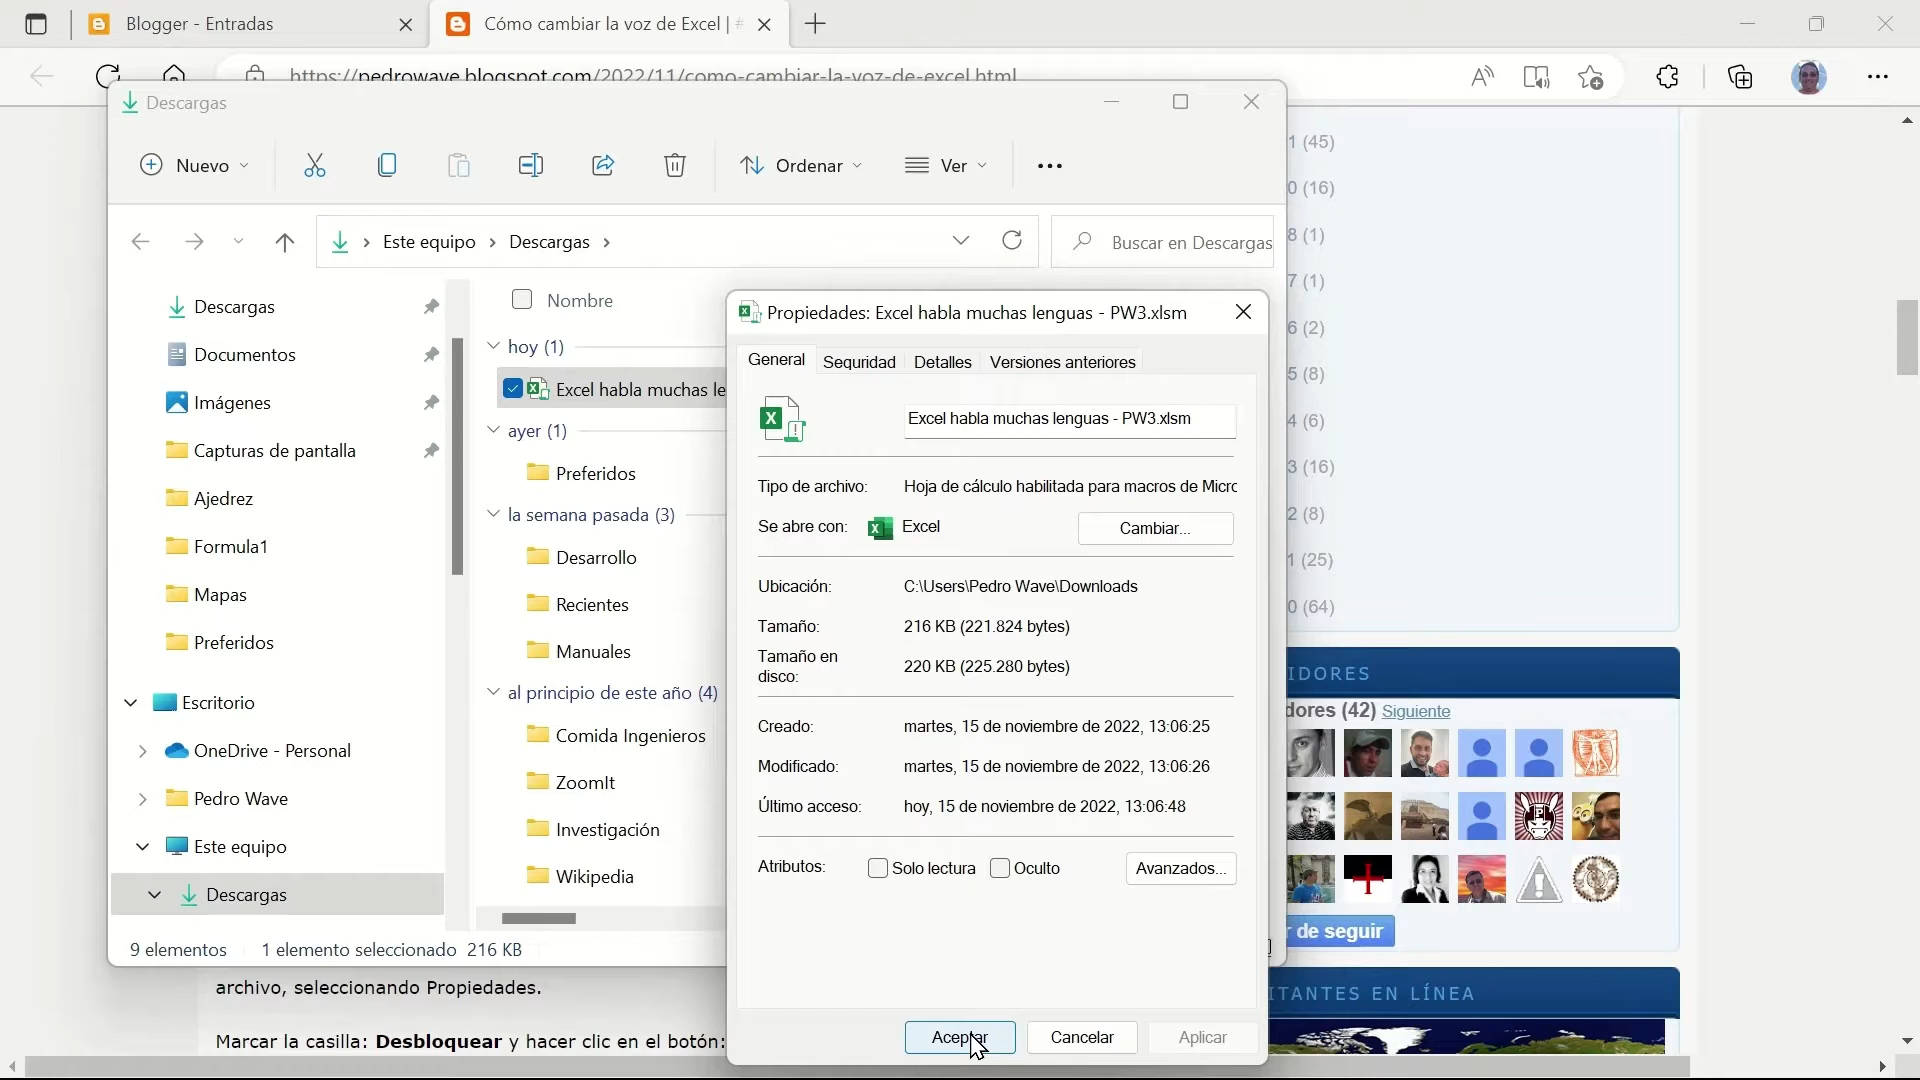 Blogger - Entradas
Cómo cambiar la voz de Excel | #
https://pedrowave.blogspot.com/2022/11/como-cambiar-la-voz-de-excel.html
Descargas
Nuevo
Ordenar
Ver
Este equipo > Descargas >
Buscar en Descargas
Descargas
Documentos
Imágenes
Capturas de pantalla
Ajedrez
Formula1
Mapas
Preferidos
Escritorio
OneDrive - Personal
Pedro Wave
Este equipo
Descargas
Nombre
hoy (1)
Excel habla muchas le
ayer (1)
Preferidos
la semana pasada (3)
Desarrollo
Recientes
Manuales
al principio de este año (4)
Comida Ingenieros
ZoomIt
Investigación
Wikipedia
9 elementos
1 elemento seleccionado 216 KB
Propiedades: Excel habla muchas lenguas - PW3.xlsm
General
Seguridad
Detalles
Versiones anteriores
Excel habla muchas lenguas - PW3.xlsm
Tipo de archivo: Hoja de cálculo habilitada para macros de Micro
Se abre con: Excel
Cambiar...
Ubicación: C:\Users\Pedro Wave\Downloads
Tamaño: 216 KB (221.824 bytes)
Tamaño en
disco: 220 KB (225.280 bytes)
Creado: martes, 15 de noviembre de 2022, 13:06:25
Modificado: martes, 15 de noviembre de 2022, 13:06:26
Último acceso: hoy, 15 de noviembre de 2022, 13:06:48
Atributos: Solo lectura Oculto
Avanzados...
Aceptar
Cancelar
Aplicar
1 (45)
0 (16)
8 (1)
7 (1)
6 (2)
5 (8)
4 (6)
3 (16)
2 (8)
1 (25)
0 (64)
IDORES
dores (42) Siguiente
r de seguir
ITANTES EN LÍNEA
archivo, seleccionando Propiedades.
Marcar la casilla: Desbloquear y hacer clic en el botón: